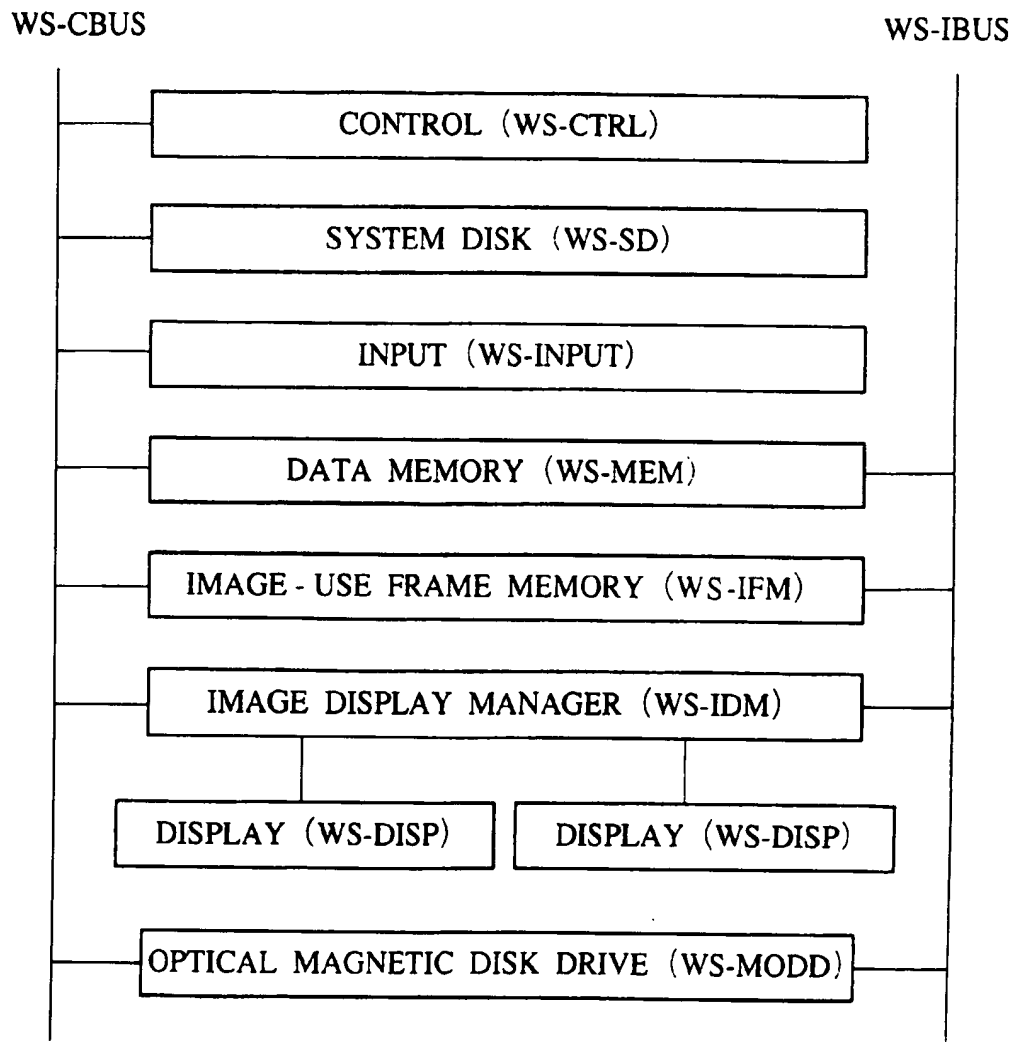 WS-CBUS
WS-IBUS
CONTROL (WS-CTRL)
SYSTEM DISK (WS-SD)
INPUT (WS-INPUT)
DATA MEMORY (WS-MEM)
IMAGE - USE FRAME MEMORY (WS-IFM)
IMAGE DISPLAY MANAGER (WS-IDM)
DISPLAY (WS-DISP)
DISPLAY (WS-DISP)
OPTICAL MAGNETIC DISK DRIVE (WS-MODD)